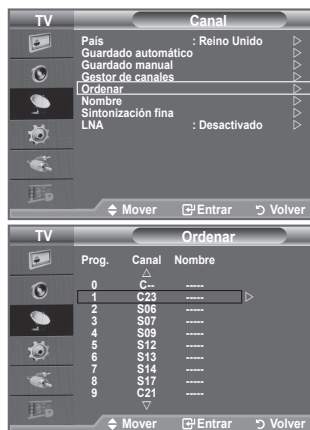 TV Canal
País : Reino Unido ▷
Guardado automático ▷
Guardado manual ▷
Gestor de canales ▷
Ordenar ▷
Nombre ▷
Sintonización fina ▷
LNA : Desactivado ▷
Mover Entrar Volver
TV Ordenar
Prog. Canal Nombre
△
0 C-- -----
1 C23 ----- ▷
2 S06 -----
3 S07 -----
4 S09 -----
5 S12 -----
6 S13 -----
7 S14 -----
8 S17 -----
9 C21 -----
▽
Mover Entrar Volver